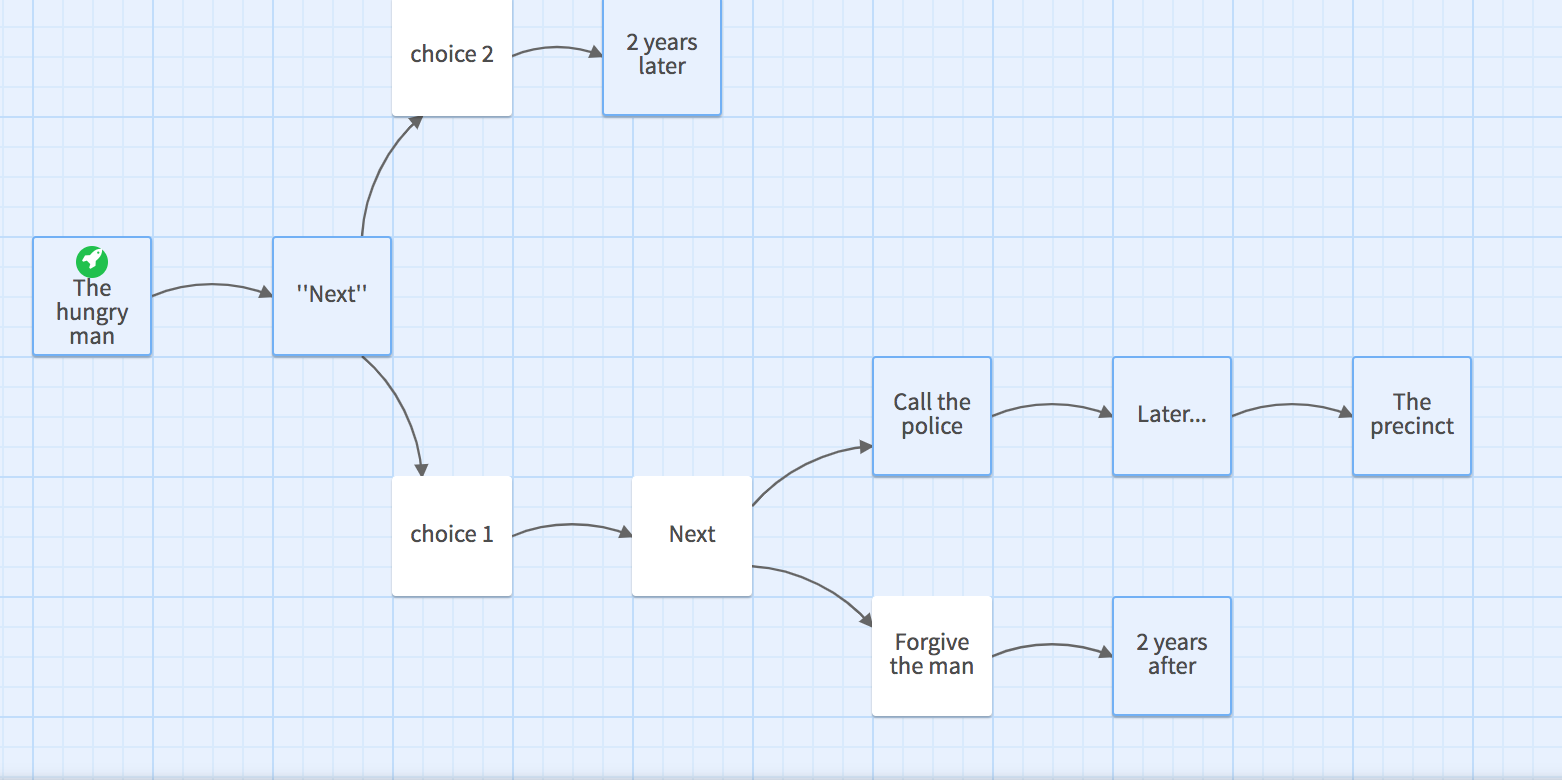 choice 2
2 years
later
The
hungry
man
''Next''
Call the
police
Later...
The
precinct
choice 1
Next
Forgive
the man
2 years
after